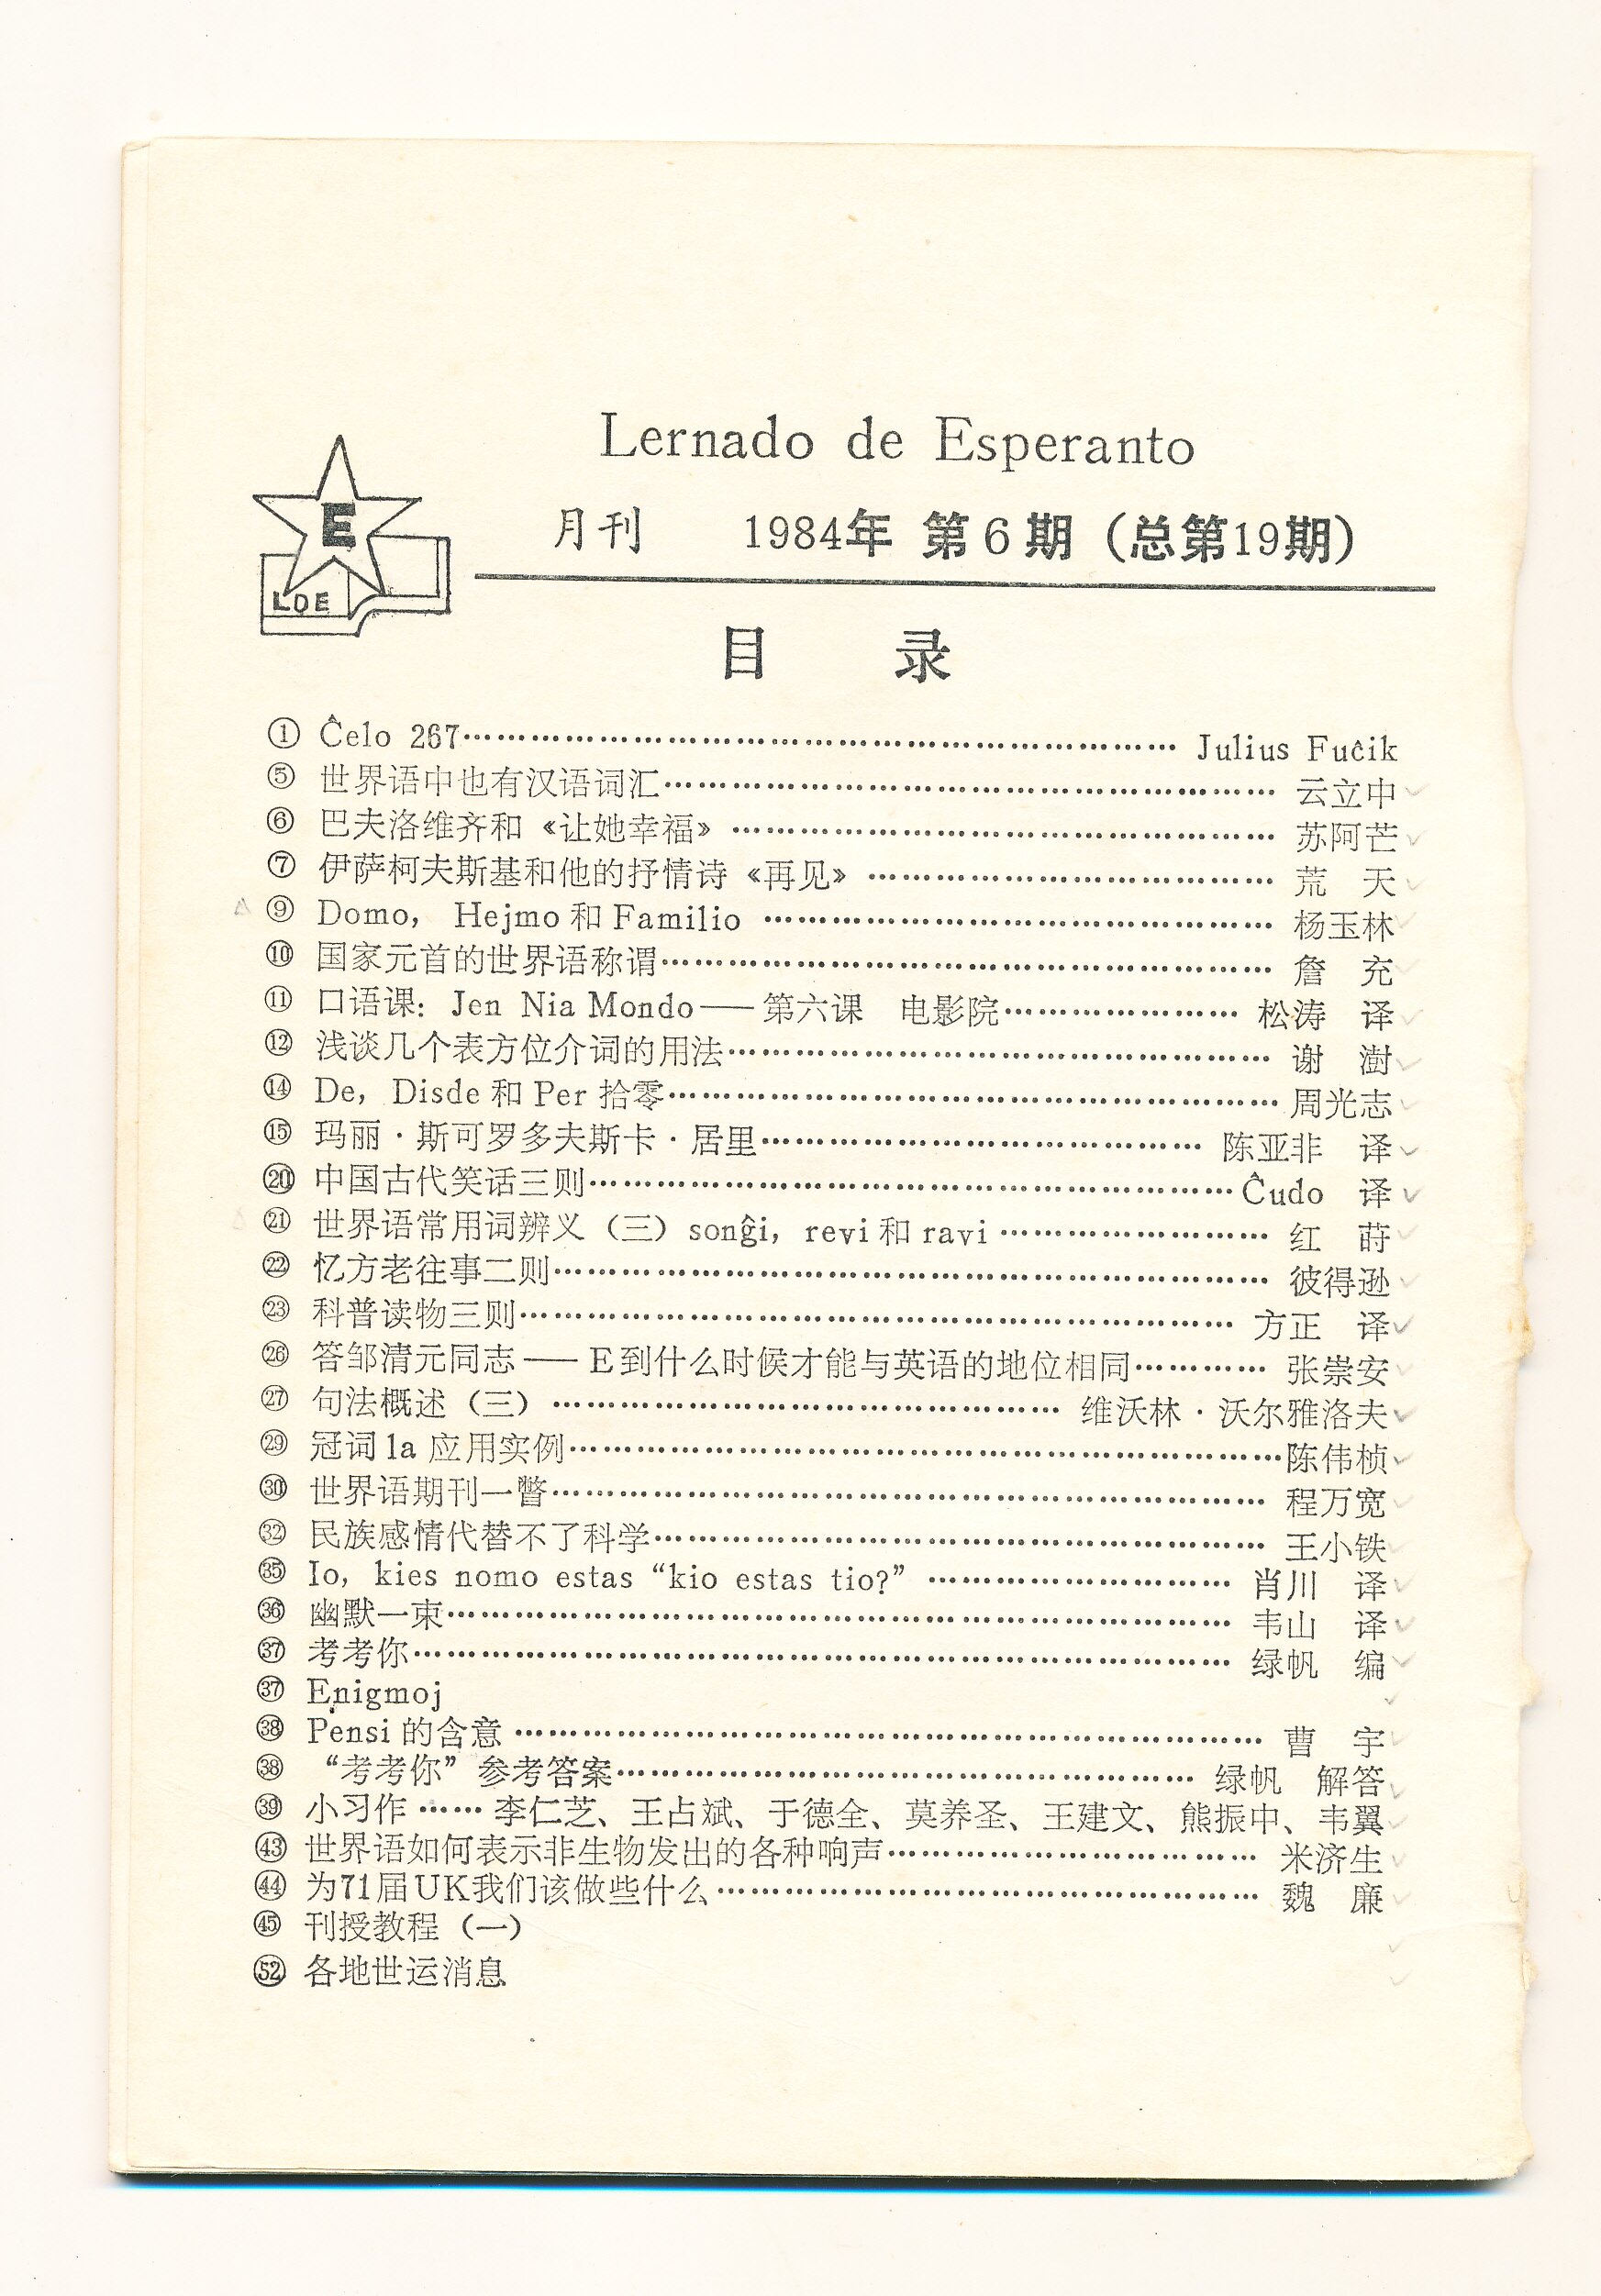 Lernado de Esperanto
E
LDE
月刊 1984年 第6期（总第19期）
目 录
① Ĉelo 267…………………… Julius Fuĉik
⑤ 世界语中也有汉语词汇…………………… 云立中
⑥ 巴夫洛维齐和《让她幸福》…………………… 苏阿芒
⑦ 伊萨柯夫斯基和他的抒情诗《再见》…………………… 荒 天
⑨ Domo, Hejmo 和 Familio …………………… 杨玉林
⑩ 国家元首的世界语称谓…………………… 詹 充
⑪ 口语课：Jen Nia Mondo——第六课 电影院…………………… 松涛 译
⑫ 浅谈几个表方位介词的用法…………………… 谢 澍
⑭ De, Disde 和 Per 拾零…………………… 周光志
⑮ 玛丽·斯可罗多夫斯卡·居里…………………… 陈亚非 译
⑳ 中国古代笑话三则…………………… Ĉudo 译
㉑ 世界语常用词辨义（三）sonĝi, revi 和 ravi …………………… 红 莳
㉒ 忆方老往事二则…………………… 彼得逊
㉓ 科普读物三则…………………… 方正 译
㉖ 答邹清元同志——E到什么时候才能与英语的地位相同………… 张崇安
㉗ 句法概述（三）…………………… 维沃林·沃尔雅洛夫
㉙ 冠词 la 应用实例…………………… 陈伟桢
㉚ 世界语期刊一瞥…………………… 程万宽
㉜ 民族感情代替不了科学…………………… 王小铁
㉟ Io, kies nomo estas “kio estas tio?” …………………… 肖川 译
㊱ 幽默一束…………………… 韦山 译
㊲ 考考你…………………… 绿帆 编
㊲ Enigmoj
㊳ Pensi 的含意 …………………… 曹 宇
㊳ “考考你”参考答案…………………… 绿帆 解答
㊴ 小习作 …… 李仁芝、王占斌、于德全、莫养圣、王建文、熊振中、韦翼
㊸ 世界语如何表示非生物发出的各种响声…………………… 米济生
㊹ 为71届UK我们该做些什么…………………… 魏 廉
㊺ 刊授教程（一）
52 各地世运消息